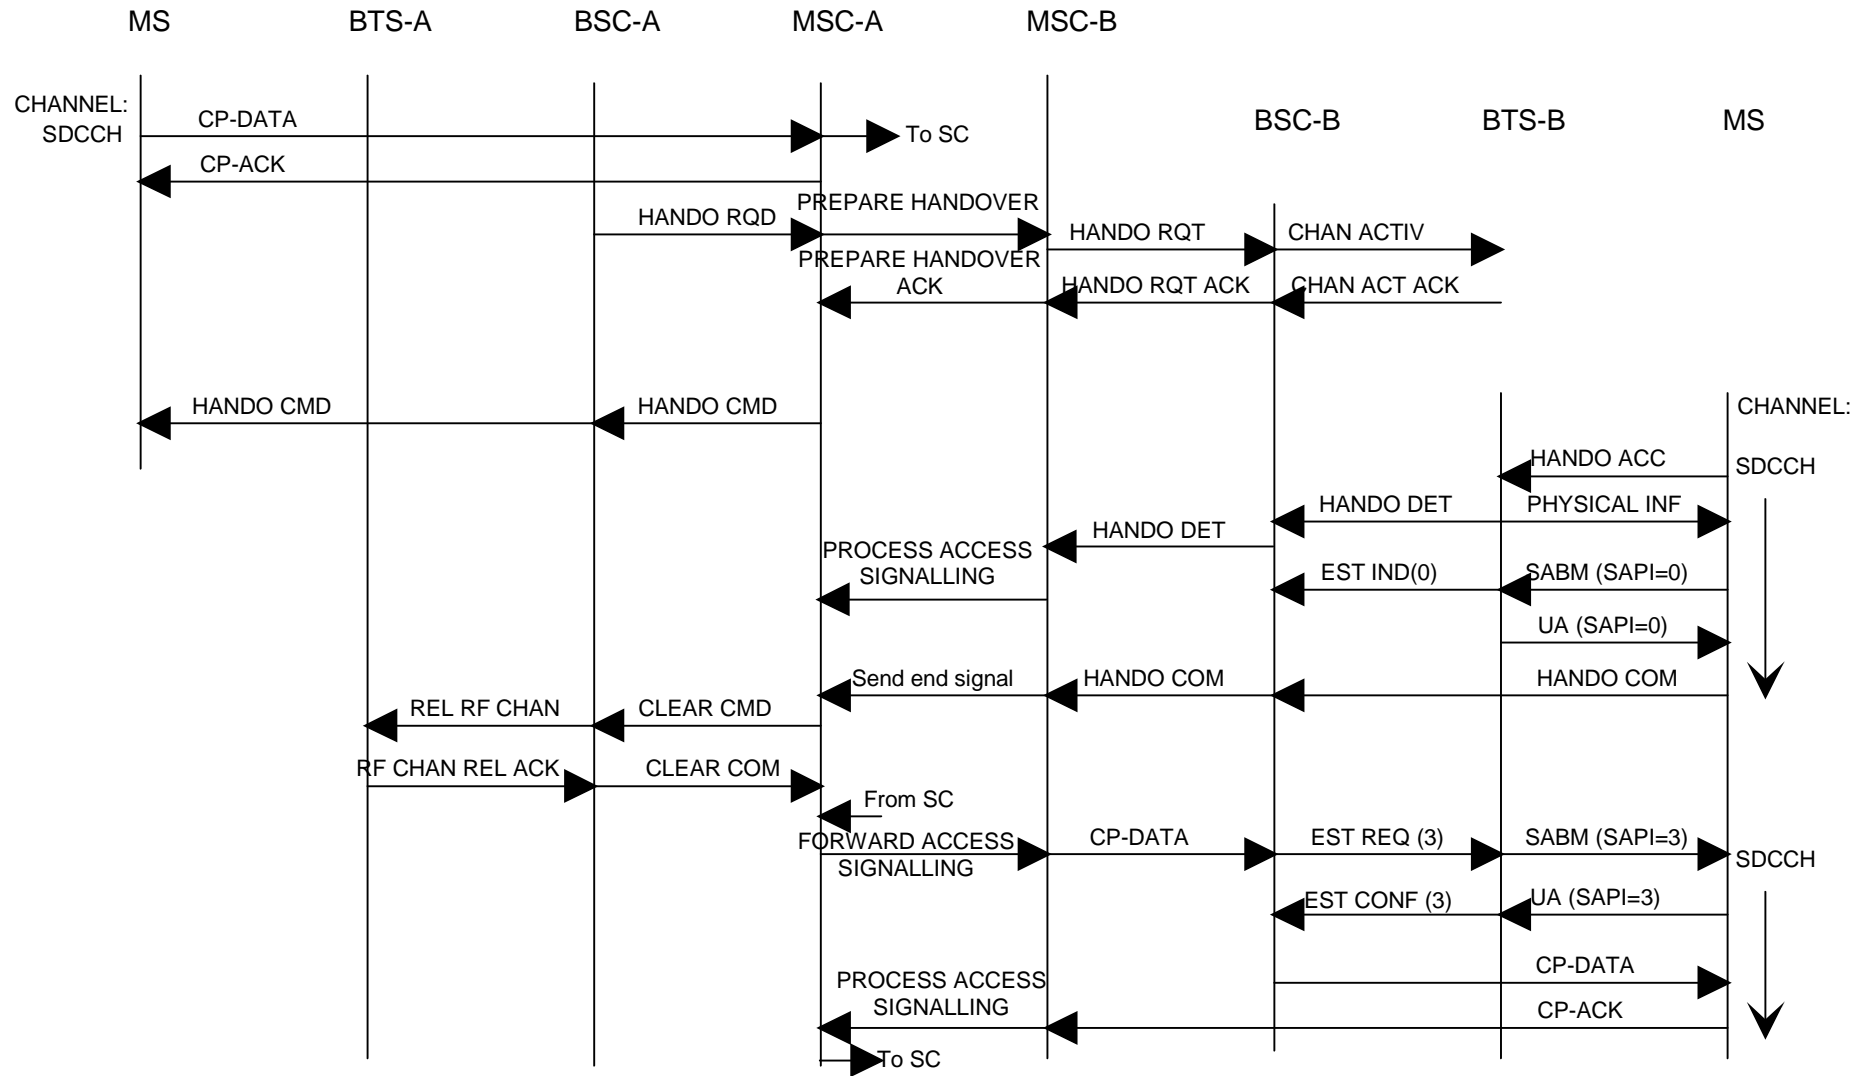 MS BTS-A BSC-A MSC-A MSC-B
CHANNEL:
SDCCH
CP-DATA
To SC
BSC-B BTS-B MS
CP-ACK
PREPARE HANDOVER
HANDO RQD
HANDO RQT
CHAN ACTIV
PREPARE HANDOVER
ACK
HANDO RQT ACK
CHAN ACT ACK
HANDO CMD
HANDO CMD
CHANNEL:
HANDO ACC
SDCCH
HANDO DET
PHYSICAL INF
HANDO DET
PROCESS ACCESS
SIGNALLING
EST IND(0)
SABM (SAPI=0)
UA (SAPI=0)
Send end signal
HANDO COM
HANDO COM
REL RF CHAN
CLEAR CMD
RF CHAN REL ACK
CLEAR COM
From SC
FORWARD ACCESS
SIGNALLING
CP-DATA
EST REQ (3)
SABM (SAPI=3)
SDCCH
EST CONF (3)
UA (SAPI=3)
CP-DATA
PROCESS ACCESS
SIGNALLING
CP-ACK
To SC